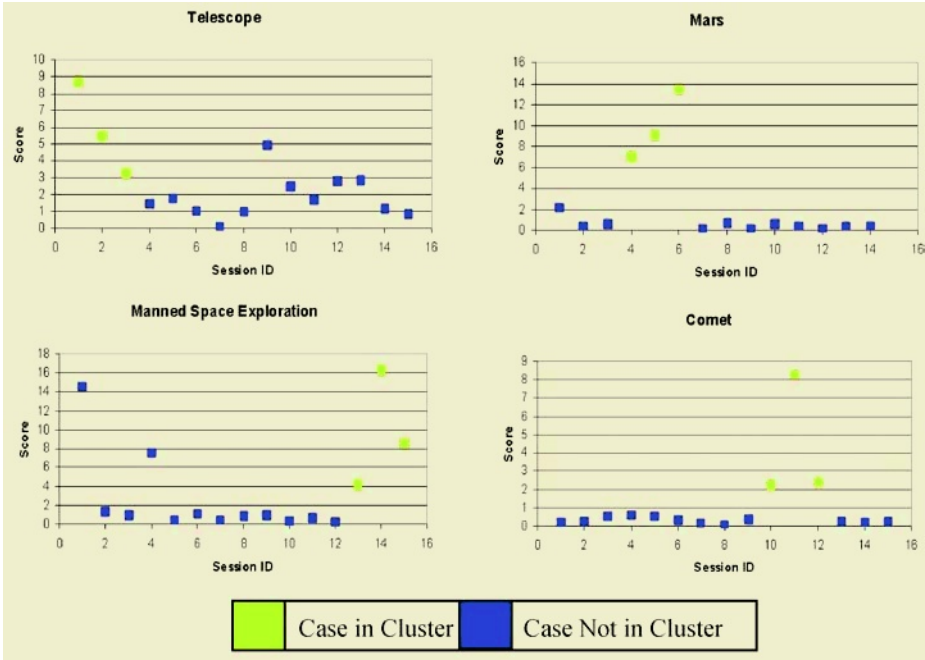 Telescope
10
9
8
7
6
5
4
3
2
1
0
Score
0 2 4 6 8 10 12 14 16
Session ID
Mars
16
14
12
10
8
6
4
2
0
Score
0 2 4 6 8 10 12 14 16
Session ID
Manned Space Exploration
18
16
14
12
10
8
6
4
2
0
Score
0 2 4 6 8 10 12 14 16
Session ID
Comet
9
8
7
6
5
4
3
2
1
0
Score
0 2 4 6 8 10 12 14 16
Session ID
Case in Cluster Case Not in Cluster